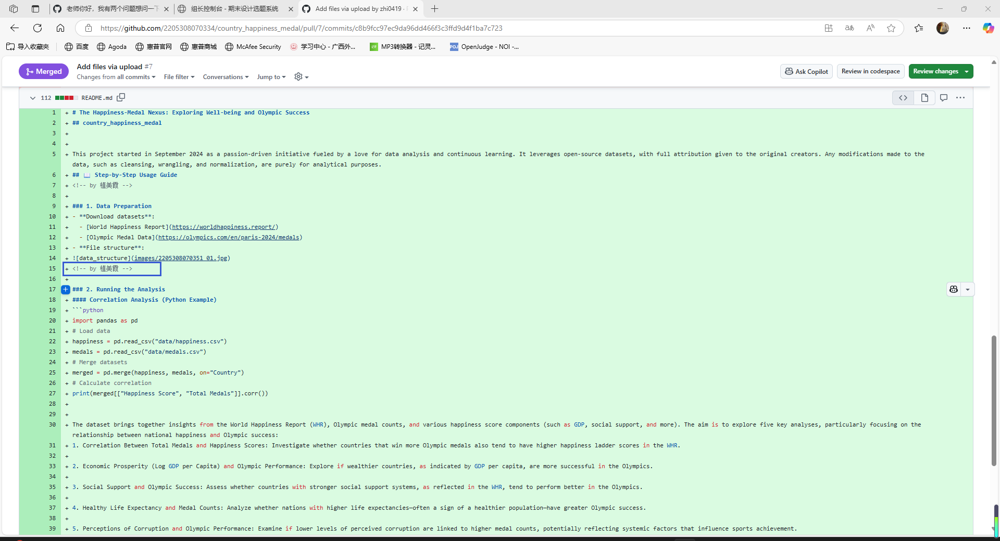 老师你好，我有两个问题想问一下
组长控制台 - 期末设计选题系统
Add files via upload by zhi0419 ·
https://github.com/2205308070334/country_happiness_medal/pull/7/commits/c8b9fcc97ec9da96dd466f3c3ffd9d4f1ba7c723
导入收藏夹 百度 Agoda 惠普官网 惠普商城 McAfee Security 学习中心 - 广西外... MP3转换器 - 记灵... POJ OpenJudge - NOI -...
Merged
Add files via upload #7
Changes from all commits File filter Conversations Jump to
Ask Copilot Review in codespace Review changes
112 README.md
1 + # The Happiness-Medal Nexus: Exploring Well-being and Olympic Success
2 + ## country_happiness_medal
3 +
4 +
5 + This project started in September 2024 as a passion-driven initiative fueled by a love for data analysis and continuous learning. It leverages open-source datasets, with full attribution given to the original creators. Any modifications made to the
data, such as cleansing, wrangling, and normalization, are purely for analytical purposes.
6 + ## 📖 Step-by-Step Usage Guide
7 + <!-- by 植美霞 -->
8 +
9 + ### 1. Data Preparation
10 + - **Download datasets**:
11 +   - [World Happiness Report](https://worldhappiness.report/)
12 +   - [Olympic Medal Data](https://olympics.com/en/paris-2024/medals)
13 + - **File structure**:
14 + ![data_structure](images/2205308070351_01.jpg)
15 + <!-- by 植美霞 -->
16 +
17 + ### 2. Running the Analysis
18 + #### Correlation Analysis (Python Example)
19 + ```python
20 + import pandas as pd
21 + # Load data
22 + happiness = pd.read_csv("data/happiness.csv")
23 + medals = pd.read_csv("data/medals.csv")
24 + # Merge datasets
25 + merged = pd.merge(happiness, medals, on="Country")
26 + # Calculate correlation
27 + print(merged[["Happiness Score", "Total Medals"]].corr())
28 +
29 +
30 + The dataset brings together insights from the World Happiness Report (WHR), Olympic medal counts, and various happiness score components (such as GDP, social support, and more). The aim is to explore five key analyses, particularly focusing on the
relationship between national happiness and Olympic success:
31 + 1. Correlation Between Total Medals and Happiness Scores: Investigate whether countries that win more Olympic medals also tend to have higher happiness ladder scores in the WHR.
32 +
33 + 2. Economic Prosperity (Log GDP per Capita) and Olympic Performance: Explore if wealthier countries, as indicated by GDP per capita, are more successful in the Olympics.
34 +
35 + 3. Social Support and Olympic Success: Assess whether countries with stronger social support systems, as reflected in the WHR, tend to perform better in the Olympics.
36 +
37 + 4. Healthy Life Expectancy and Medal Counts: Analyze whether nations with higher life expectancies—often a sign of a healthier population—have greater Olympic success.
38 +
39 + 5. Perceptions of Corruption and Olympic Performance: Examine if lower levels of perceived corruption are linked to higher medal counts, potentially reflecting systemic factors that influence sports achievement.